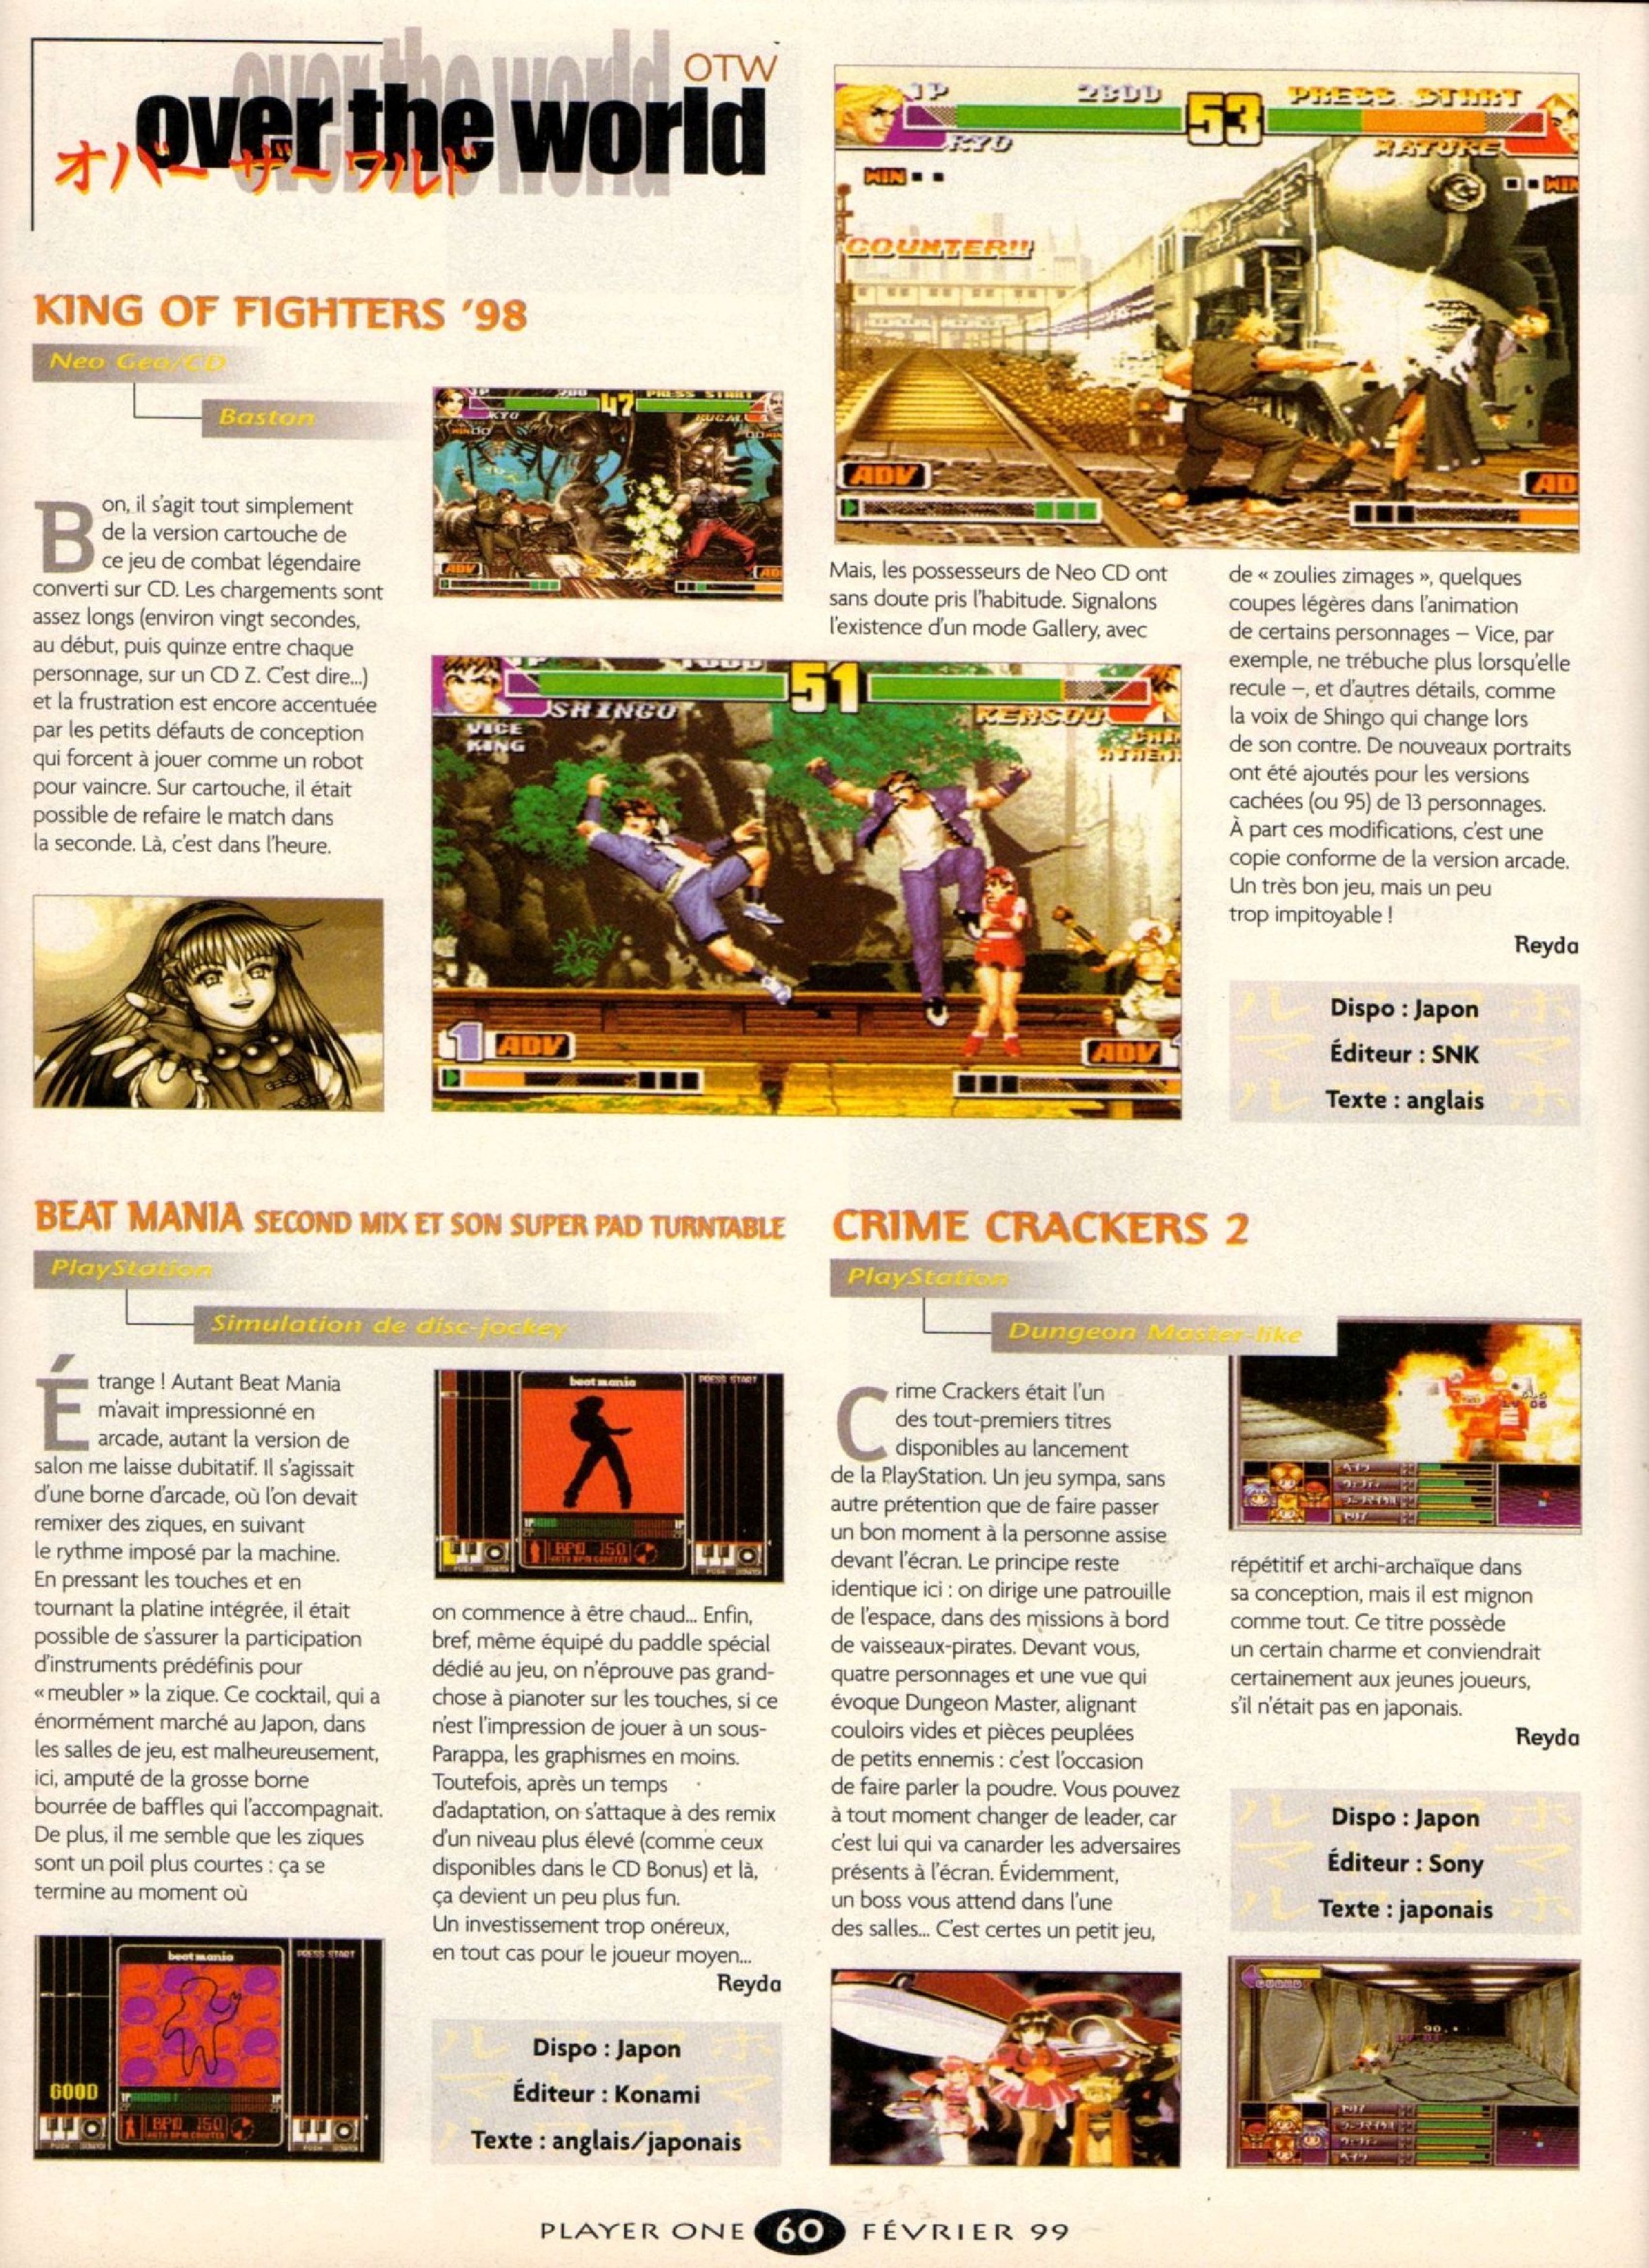 OTW
over the world
over the world
オバー ザー ワルド
KING OF FIGHTERS '98
Neo Geo/CD
Baston
Bon, il s'agit tout simplement
de la version cartouche de
ce jeu de combat légendaire
converti sur CD. Les chargements sont
assez longs (environ vingt secondes,
au début, puis quinze entre chaque
personnage, sur un CD Z. C'est dire...)
et la frustration est encore accentuée
par les petits défauts de conception
qui forcent à jouer comme un robot
pour vaincre. Sur cartouche, il était
possible de refaire le match dans
la seconde. Là, c'est dans l'heure.
1P
PRESS START
47
KYO
RUGAL
ADV
1P
2800
53
PRESS START
RYO
MATURE
WIN
WIN
COUNTER!!
ADV
AD
Mais, les possesseurs de Neo CD ont
sans doute pris l'habitude. Signalons
l'existence d'un mode Gallery, avec
1P
51
SHINGO
KENSOU
VICE
KING
CHIN
ATHENA
1 ADV
ADV 1
de « zoulies zimages », quelques
coupes légères dans l'animation
de certains personnages – Vice, par
exemple, ne trébuche plus lorsqu'elle
recule –, et d'autres détails, comme
la voix de Shingo qui change lors
de son contre. De nouveaux portraits
ont été ajoutés pour les versions
cachées (ou 95) de 13 personnages.
À part ces modifications, c'est une
copie conforme de la version arcade.
Un très bon jeu, mais un peu
trop impitoyable !
Reyda
Dispo : Japon
Éditeur : SNK
Texte : anglais
BEAT MANIA SECOND MIX ET SON SUPER PAD TURNTABLE
PlayStation
Simulation de disc-jockey
Étrange ! Autant Beat Mania
m'avait impressionné en
arcade, autant la version de
salon me laisse dubitatif. Il s'agissait
d'une borne d'arcade, où l'on devait
remixer des ziques, en suivant
le rythme imposé par la machine.
En pressant les touches et en
tournant la platine intégrée, il était
possible de s'assurer la participation
d'instruments prédéfinis pour
« meubler » la zique. Ce cocktail, qui a
énormément marché au Japon, dans
les salles de jeu, est malheureusement,
ici, amputé de la grosse borne
bourrée de baffles qui l'accompagnait.
De plus, il me semble que les ziques
sont un poil plus courtes : ça se
termine au moment où
beatmania
PRESS START
GOOD
1P
1P
BPM 150
AUTO BPM COUNTER
beatmania
PRESS START
1P
1P
BPM 150
AUTO BPM COUNTER
on commence à être chaud... Enfin,
bref, même équipé du paddle spécial
dédié au jeu, on n'éprouve pas grand-
chose à pianoter sur les touches, si ce
n'est l'impression de jouer à un sous-
Parappa, les graphismes en moins.
Toutefois, après un temps
d'adaptation, on s'attaque à des remix
d'un niveau plus élevé (comme ceux
disponibles dans le CD Bonus) et là,
ça devient un peu plus fun.
Un investissement trop onéreux,
en tout cas pour le joueur moyen...
Reyda
Dispo : Japon
Éditeur : Konami
Texte : anglais/japonais
CRIME CRACKERS 2
PlayStation
Dungeon Master-like
Crime Crackers était l'un
des tout-premiers titres
disponibles au lancement
de la PlayStation. Un jeu sympa, sans
autre prétention que de faire passer
un bon moment à la personne assise
devant l'écran. Le principe reste
identique ici : on dirige une patrouille
de l'espace, dans des missions à bord
de vaisseaux-pirates. Devant vous,
quatre personnages et une vue qui
évoque Dungeon Master, alignant
couloirs vides et pièces peuplées
de petits ennemis : c'est l'occasion
de faire parler la poudre. Vous pouvez
à tout moment changer de leader, car
c'est lui qui va canarder les adversaires
présents à l'écran. Évidemment,
un boss vous attend dans l'une
des salles... C'est certes un petit jeu,
répétitif et archi-archaïque dans
sa conception, mais il est mignon
comme tout. Ce titre possède
un certain charme et conviendrait
certainement aux jeunes joueurs,
s'il n'était pas en japonais.
Reyda
Dispo : Japon
Éditeur : Sony
Texte : japonais
PLAYER ONE 60 FÉVRIER 99